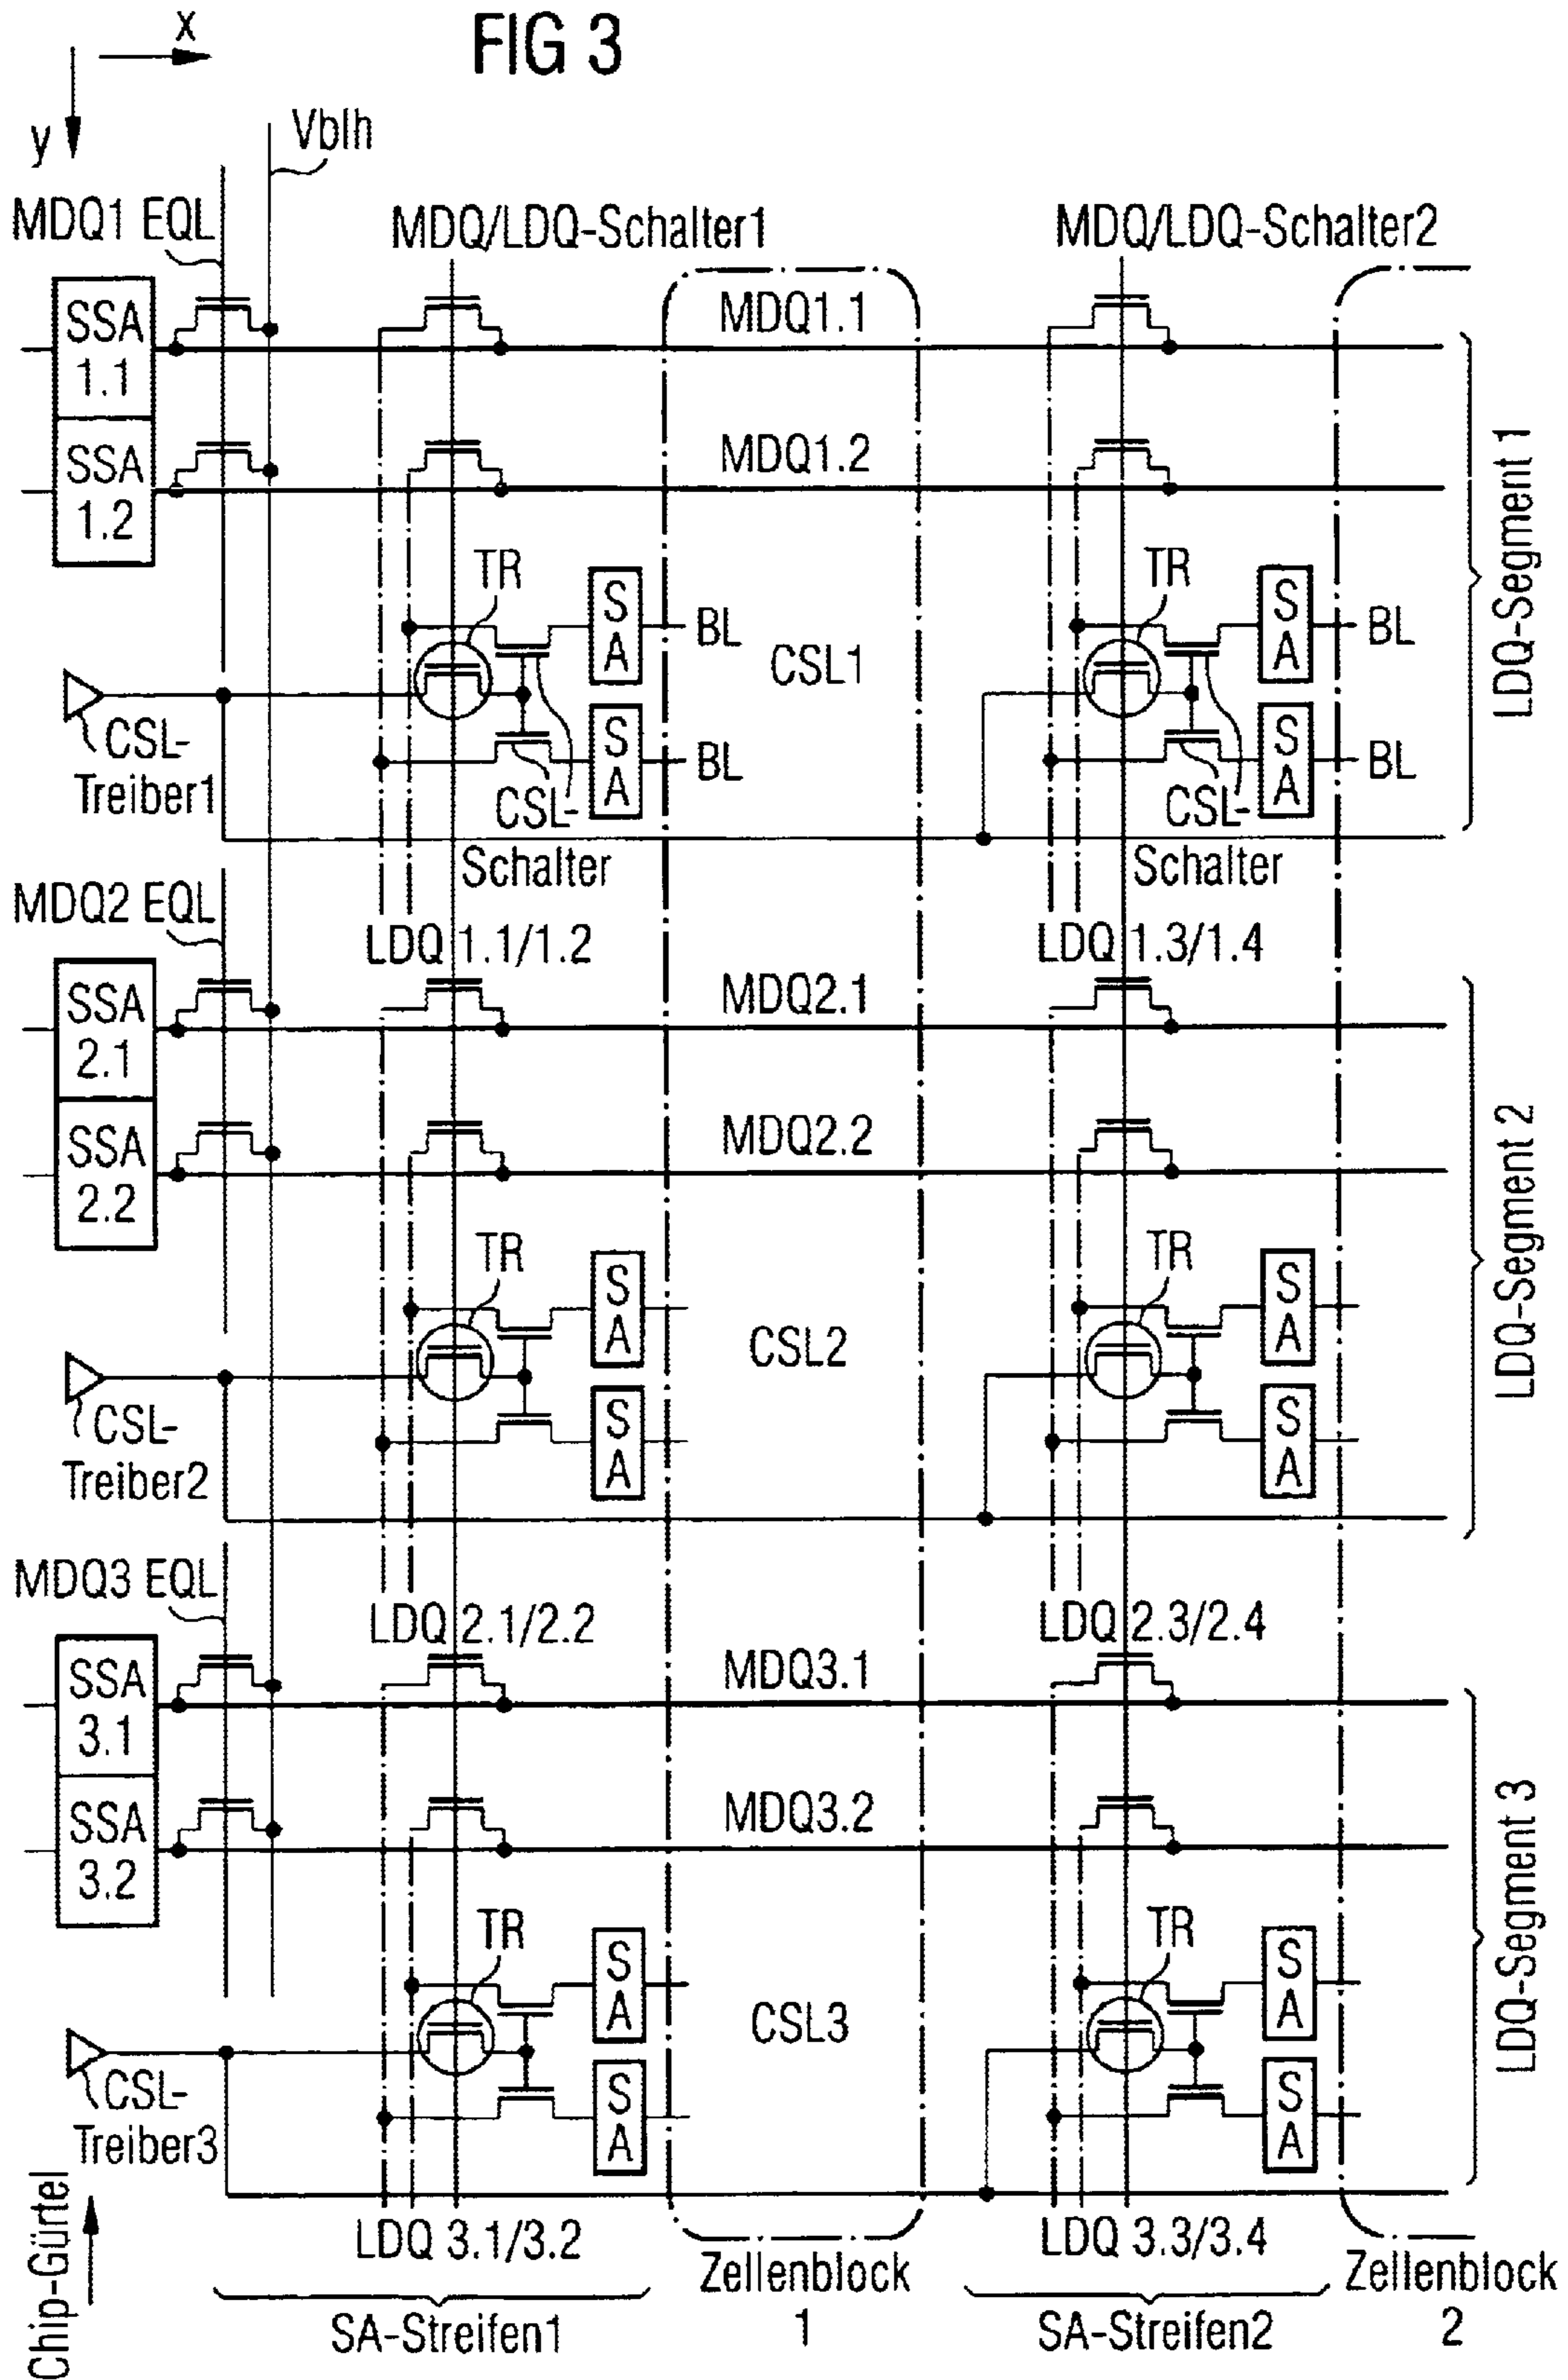 FIG 3
x
y
Vblh
MDQ1 EQL
MDQ/LDQ-Schalter1
MDQ/LDQ-Schalter2
SSA
1.1
MDQ1.1
SSA
1.2
MDQ1.2
LDQ-Segment 1
TR
S
A
BL
CSL1
TR
S
A
BL
CSL-
Treiber1
S
A
BL
CSL-
Schalter
S
A
BL
CSL-
Schalter
MDQ2 EQL
LDQ 1.1/1.2
LDQ 1.3/1.4
SSA
2.1
MDQ2.1
SSA
2.2
MDQ2.2
LDQ-Segment 2
TR
S
A
CSL2
TR
S
A
CSL-
Treiber2
S
A
S
A
MDQ3 EQL
LDQ 2.1/2.2
LDQ 2.3/2.4
SSA
3.1
MDQ3.1
SSA
3.2
MDQ3.2
LDQ-Segment 3
TR
S
A
CSL3
TR
S
A
CSL-
Treiber3
S
A
S
A
Chip-Gürtel
LDQ 3.1/3.2
LDQ 3.3/3.4
SA-Streifen1
Zellenblock
1
SA-Streifen2
Zellenblock
2